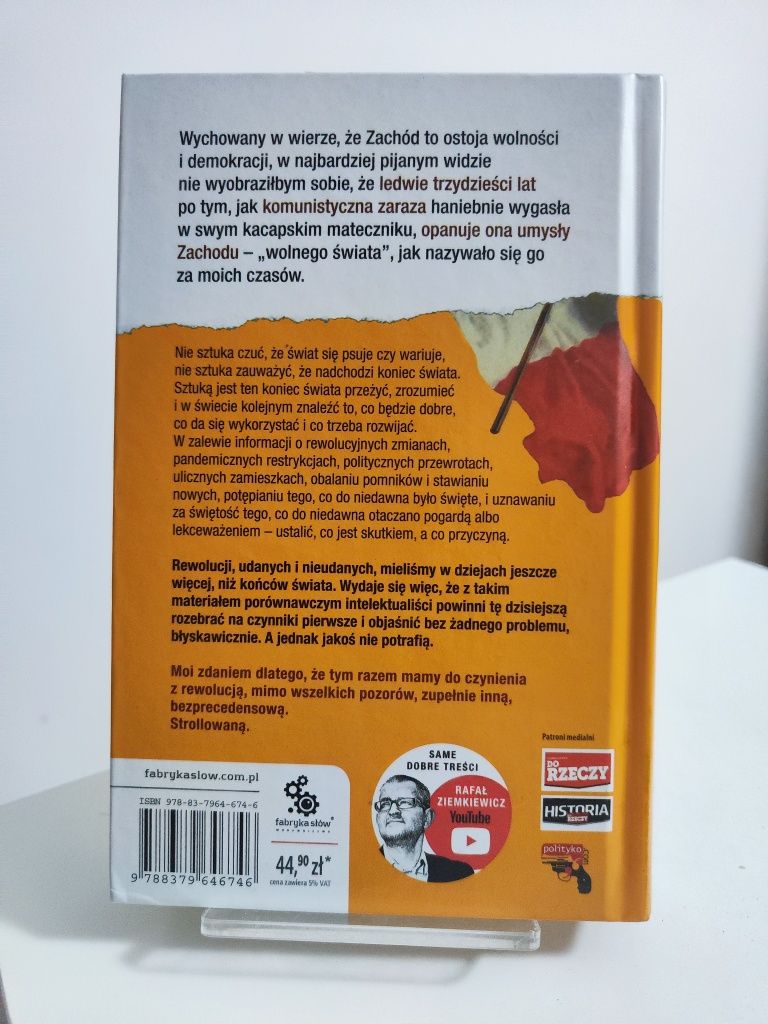 Wychowany w wierze, że Zachód to ostoja wolności
i demokracji, w najbardziej pijanym widzie
nie wyobraziłbym sobie, że ledwie trzydzieści lat
po tym, jak komunistyczna zaraza haniebnie wygasła
w swym kacapskim mateczniku, opanuje ona umysły
Zachodu – „wolnego świata”, jak nazywało się go
za moich czasów.
Nie sztuka czuć, że świat się psuje czy wariuje,
nie sztuka zauważyć, że nadchodzi koniec świata.
Sztuką jest ten koniec świata przeżyć, zrozumieć
i w świecie kolejnym znaleźć to, co będzie dobre,
co da się wykorzystać i co trzeba rozwijać.
W zalewie informacji o rewolucyjnych zmianach,
pandemicznych restrykcjach, politycznych przewrotach,
ulicznych zamieszkach, obalaniu pomników i stawianiu
nowych, potępianiu tego, co do niedawna było święte, i uznawaniu
za świętość tego, co do niedawna otaczano pogardą albo
lekceważeniem – ustalić, co jest skutkiem, a co przyczyną.
Rewolucji, udanych i nieudanych, mieliśmy w dziejach jeszcze
więcej, niż końców świata. Wydaje się więc, że z takim
materiałem porównawczym intelektualiści powinni tę dzisiejszą
rozebrać na czynniki pierwsze i objaśnić bez żadnego problemu,
błyskawicznie. A jednak jakoś nie potrafią.
Moi zdaniem dlatego, że tym razem mamy do czynienia
z rewolucją, mimo wszelkich pozorów, zupełnie inną,
bezprecedensową.
Strollowaną.
Patroni medialni
DO
RZECZY
HISTORIA
DO RZECZY
polityko
SAME
DOBRE TREŚCI
RAFAŁ
ZIEMKIEWICZ
YouTube
fabrykaslow.com.pl
ISBN 978-83-7964-674-6
9 788379 646746
fabryka słów®
WYDAWNICTWO
44,90 zł*
cena zawiera 5% VAT